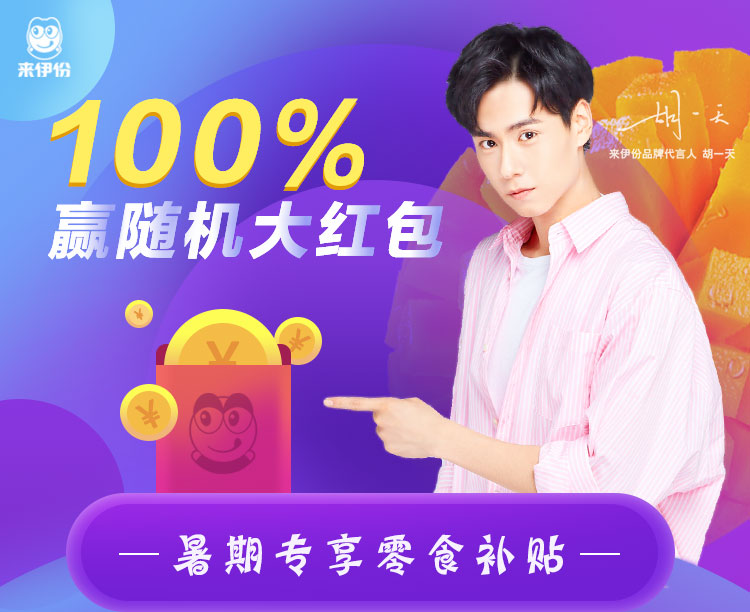 来伊份
100%
赢随机大红包
胡一天
来伊份品牌代言人 胡一天
¥
¥
¥
¥
暑期专享零食补贴